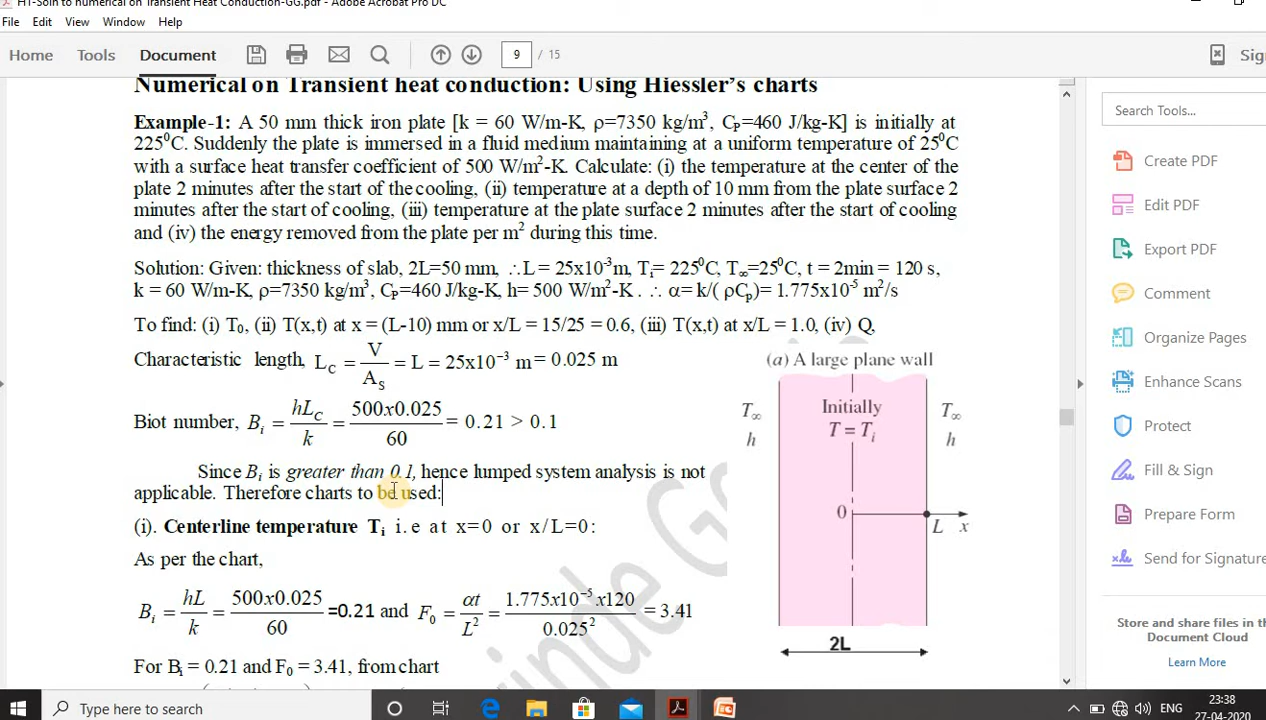 HT-Soln to numerical on Transient Heat Conduction-GG.pdf - Adobe Acrobat Pro DC
File Edit View Window Help
Home Tools Document 9 / 15 Sig
Numerical on Transient heat conduction: Using Hiessler's charts
Example-1: A 50 mm thick iron plate [k = 60 W/m-K, ρ=7350 kg/m³, Cₚ=460 J/kg-K] is initially at
225⁰C. Suddenly the plate is immersed in a fluid medium maintaining at a uniform temperature of 25⁰C
with a surface heat transfer coefficient of 500 W/m²-K. Calculate: (i) the temperature at the center of the
plate 2 minutes after the start of the cooling, (ii) temperature at a depth of 10 mm from the plate surface 2
minutes after the start of cooling, (iii) temperature at the plate surface 2 minutes after the start of cooling
and (iv) the energy removed from the plate per m² during this time.
Solution: Given: thickness of slab, 2L=50 mm, ∴L = 25x10⁻³m, Tᵢ= 225⁰C, T∞=25⁰C, t = 2min = 120 s,
k = 60 W/m-K, ρ=7350 kg/m³, Cₚ=460 J/kg-K, h= 500 W/m²-K . ∴ α= k/( ρCₚ)= 1.775x10⁻⁵ m²/s
To find: (i) T₀, (ii) T(x,t) at x = (L-10) mm or x/L = 15/25 = 0.6, (iii) T(x,t) at x/L = 1.0, (iv) Q,
Characteristic length, L_C = V/A_s = L = 25x10⁻³ m = 0.025 m
Biot number, Bᵢ = hL_C/k = 500x0.025/60 = 0.21 > 0.1
Since Bᵢ is greater than 0.1, hence lumped system analysis is not
applicable. Therefore charts to be used:
(i). Centerline temperature Tᵢ i.e at x=0 or x/L=0:
As per the chart,
Bᵢ = hL/k = 500x0.025/60 =0.21 and F₀ = αt/L² = 1.775x10⁻⁵x120/0.025² = 3.41
For Bᵢ = 0.21 and F₀ = 3.41, from chart
(a) A large plane wall
T∞ Initially T∞
h T = Tᵢ h
0 L x
2L
Search Tools...
Create PDF
Edit PDF
Export PDF
Comment
Organize Pages
Enhance Scans
Protect
Fill & Sign
Prepare Form
Send for Signature
Store and share files in the
Document Cloud
Learn More
Type here to search
ENG 23:38
27-04-2020